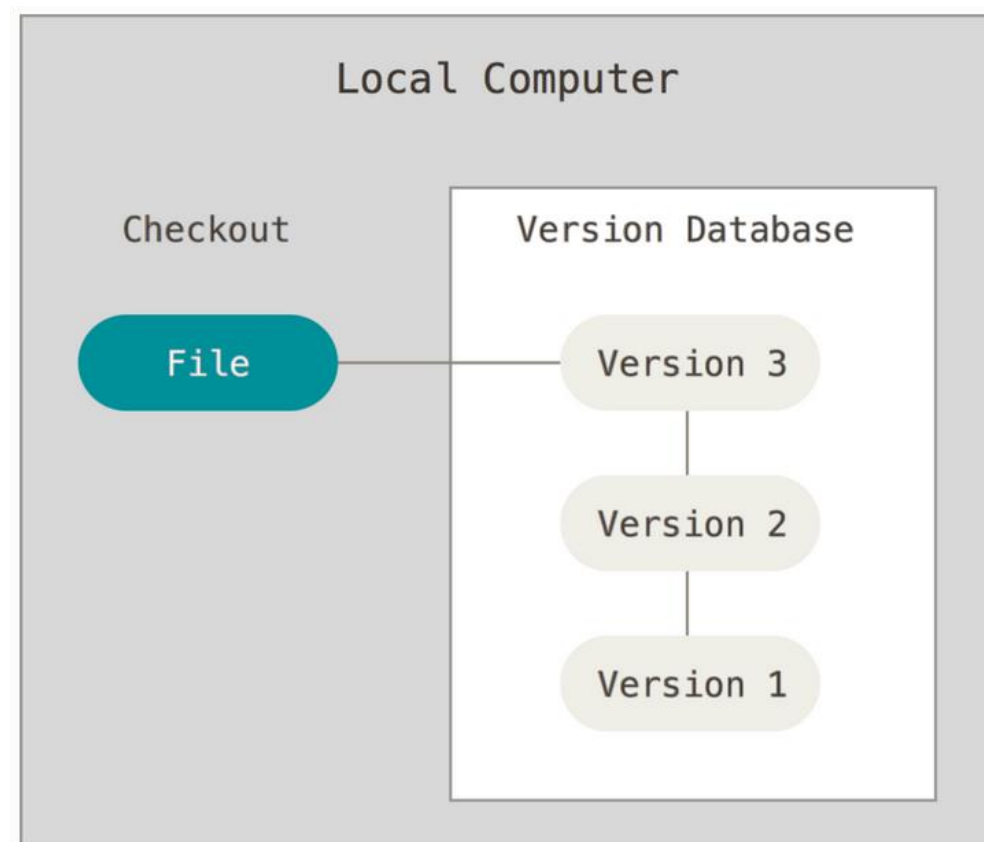 Local Computer
Checkout
Version Database
File
Version 3
Version 2
Version 1